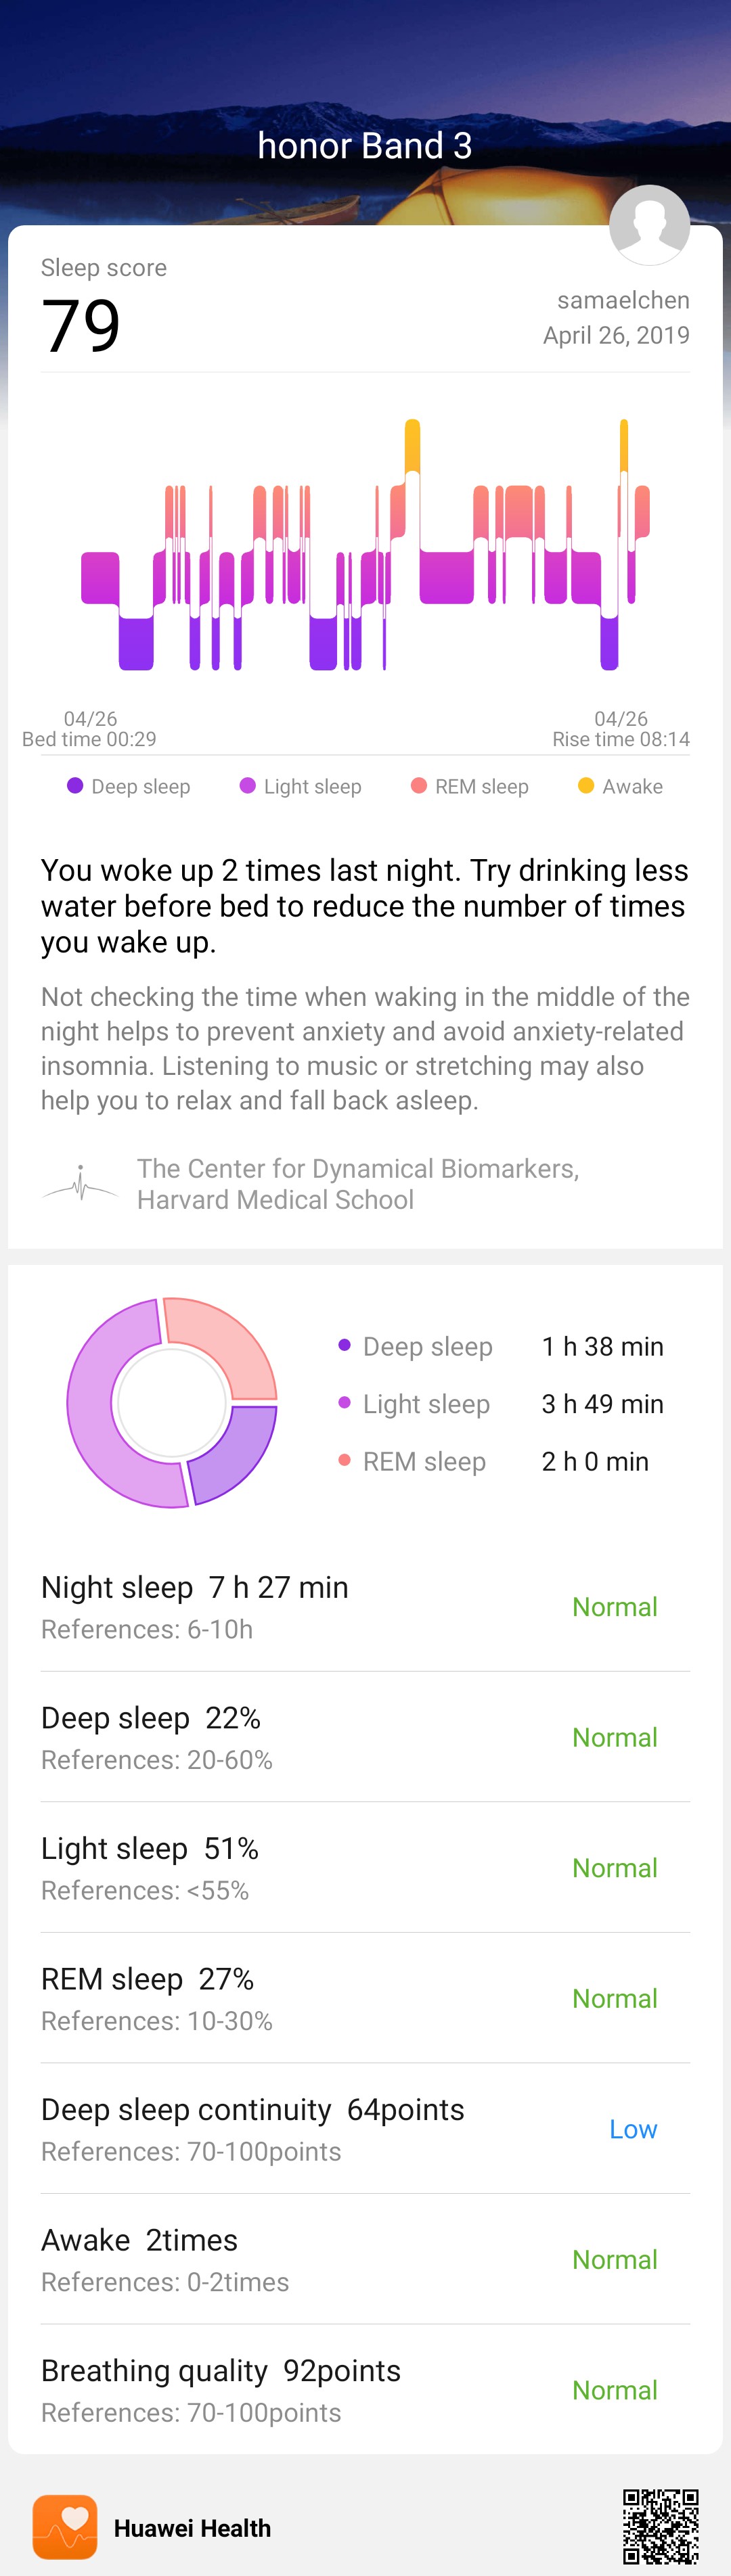 honor Band 3
Sleep score
79
samaelchen
April 26, 2019
04/26
Bed time 00:29
04/26
Rise time 08:14
Deep sleep
Light sleep
REM sleep
Awake
You woke up 2 times last night. Try drinking less
water before bed to reduce the number of times
you wake up.
Not checking the time when waking in the middle of the
night helps to prevent anxiety and avoid anxiety-related
insomnia. Listening to music or stretching may also
help you to relax and fall back asleep.
The Center for Dynamical Biomarkers,
Harvard Medical School
Deep sleep 1 h 38 min
Light sleep 3 h 49 min
REM sleep 2 h 0 min
Night sleep 7 h 27 min
References: 6-10h
Normal
Deep sleep 22%
References: 20-60%
Normal
Light sleep 51%
References: <55%
Normal
REM sleep 27%
References: 10-30%
Normal
Deep sleep continuity 64points
References: 70-100points
Low
Awake 2times
References: 0-2times
Normal
Breathing quality 92points
References: 70-100points
Normal
Huawei Health